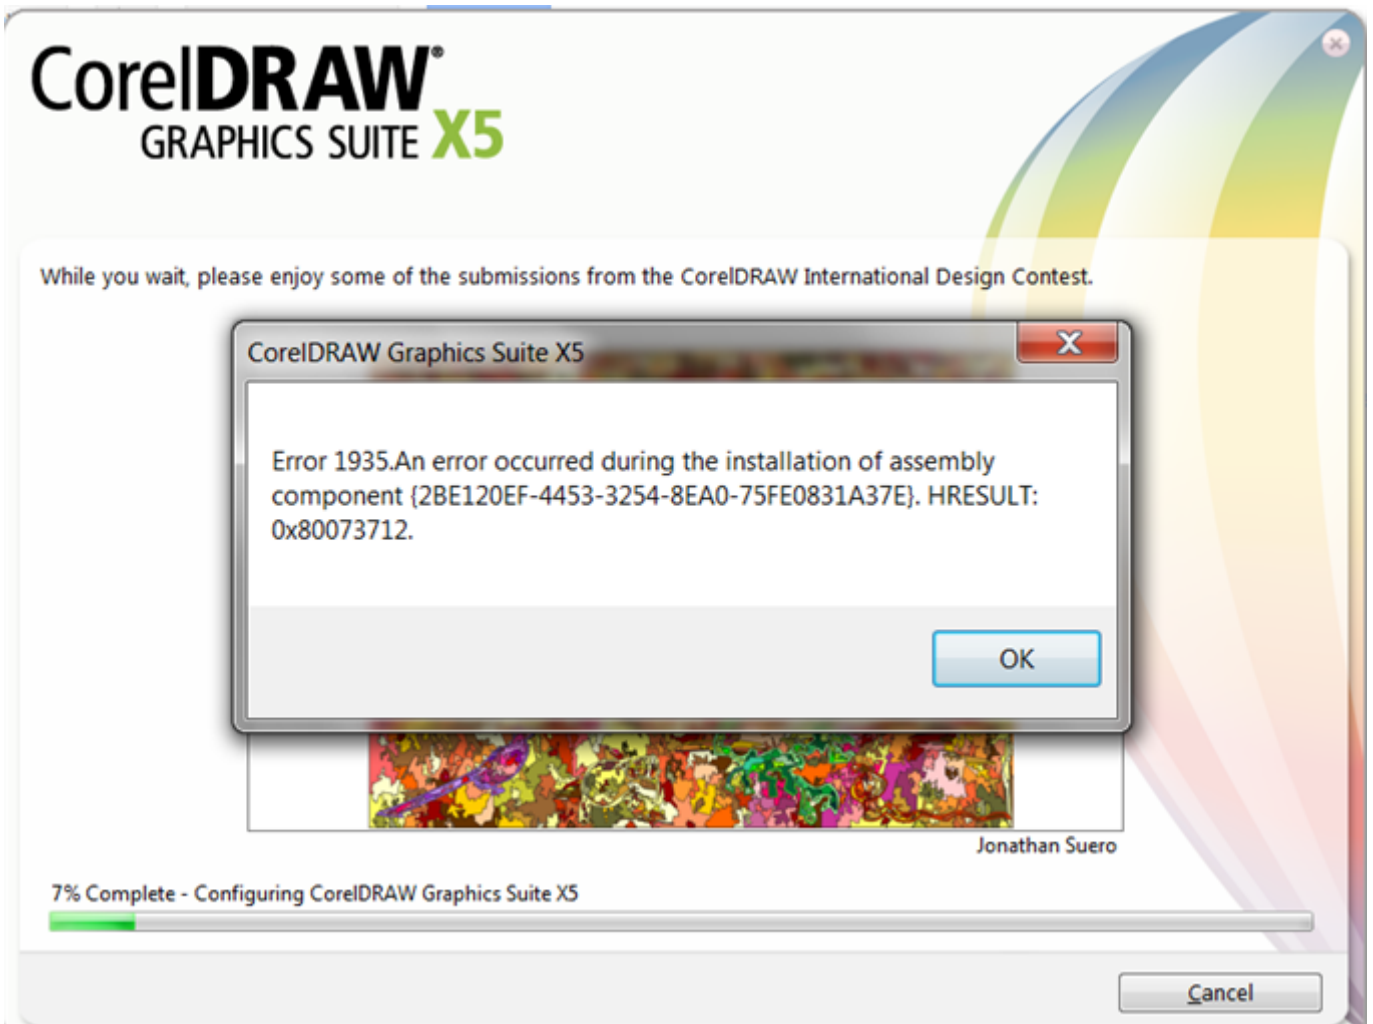 CorelDRAW®
GRAPHICS SUITE X5
While you wait, please enjoy some of the submissions from the CorelDRAW International Design Contest.
CorelDRAW Graphics Suite X5
Error 1935.An error occurred during the installation of assembly
component {2BE120EF-4453-3254-8EA0-75FE0831A37E}. HRESULT:
0x80073712.
OK
Jonathan Suero
7% Complete - Configuring CorelDRAW Graphics Suite X5
Cancel